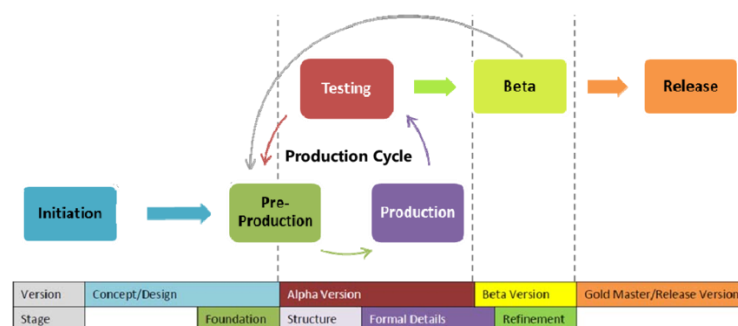 Testing
Beta
Release
Production Cycle
Initiation
Pre-
Production
Production
Version
Concept/Design
Alpha Version
Beta Version
Gold Master/Release Version
Stage
Foundation
Structure
Formal Details
Refinement